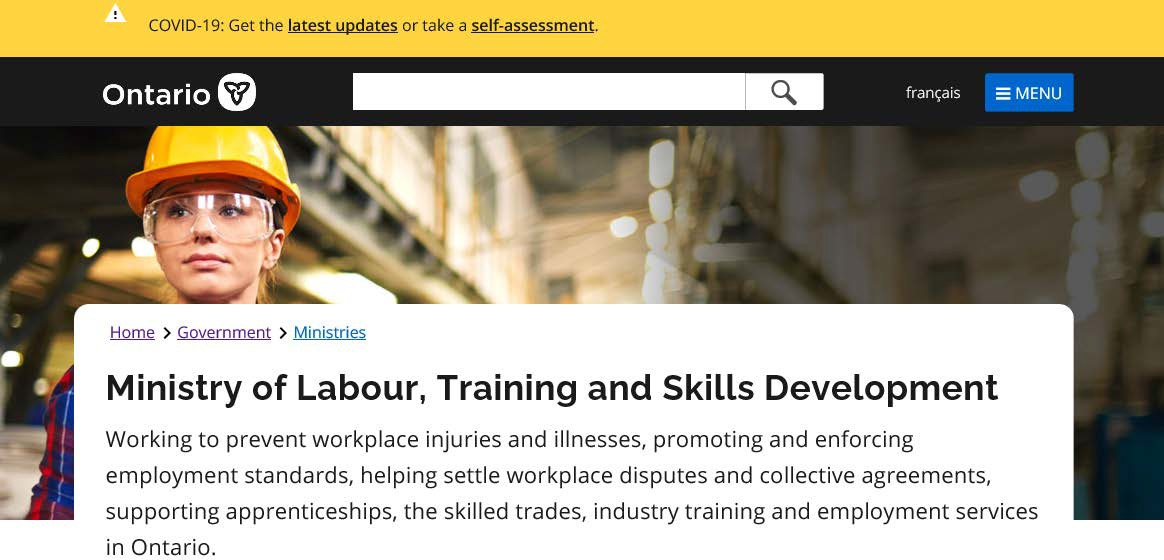 COVID-19: Get the latest updates or take a self-assessment.
Ontario
français
MENU
Home > Government > Ministries
Ministry of Labour, Training and Skills Development
Working to prevent workplace injuries and illnesses, promoting and enforcing
employment standards, helping settle workplace disputes and collective agreements,
supporting apprenticeships, the skilled trades, industry training and employment services
in Ontario.